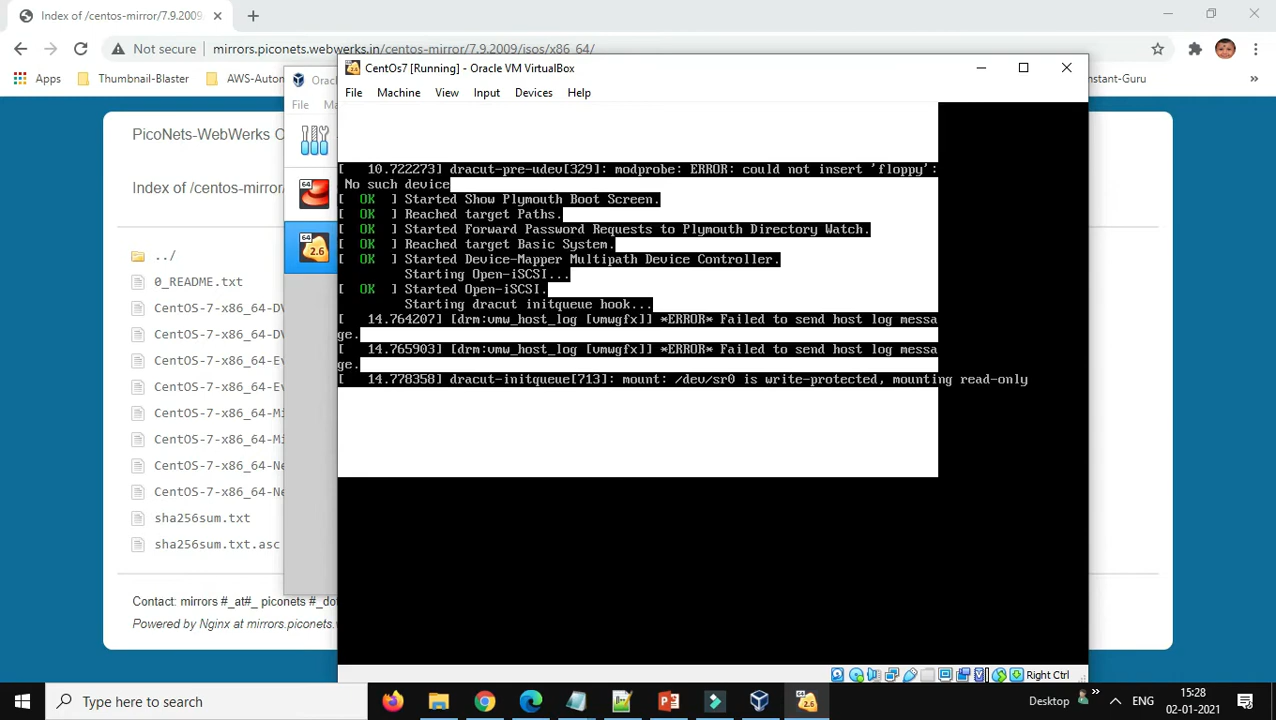 Index of /centos-mirror/7.9.2009
Not secure
mirrors.piconets.webwerks.in/centos-mirror/7.9.2009/isos/x86_64/
Apps
Thumbnail-Blaster
AWS-Auton
nstant-Guru
Orac
File
Ma
CentOs7 [Running] - Oracle VM VirtualBox
File Machine View Input Devices Help
PicoNets-WebWerks C
Index of /centos-mirror/
../
0_README.txt
CentOS-7-x86_64-DV
CentOS-7-x86_64-DV
CentOS-7-x86_64-Ev
CentOS-7-x86_64-Ev
CentOS-7-x86_64-Mi
CentOS-7-x86_64-Mi
CentOS-7-x86_64-Ne
CentOS-7-x86_64-Ne
sha256sum.txt
sha256sum.txt.asc
Contact: mirrors #_at#_ piconets #_dot
Powered by Nginx at mirrors.piconets.
64
64
2.6
[ 10.722273] dracut-pre-udev[329]: modprobe: ERROR: could not insert 'floppy':
No such device
[ OK ] Started Show Plymouth Boot Screen.
[ OK ] Reached target Paths.
[ OK ] Started Forward Password Requests to Plymouth Directory Watch.
[ OK ] Reached target Basic System.
[ OK ] Started Device-Mapper Multipath Device Controller.
Starting Open-iSCSI...
[ OK ] Started Open-iSCSI.
Starting dracut initqueue hook...
[ 14.764207] [drm:vmw_host_log [vmwgfx]] *ERROR* Failed to send host log messa
ge.
[ 14.765903] [drm:vmw_host_log [vmwgfx]] *ERROR* Failed to send host log messa
ge.
[ 14.778358] dracut-initqueue[713]: mount: /dev/sr0 is write-protected, mounting read-only
Right Ctrl
Type here to search
Desktop
ENG
15:28
02-01-2021